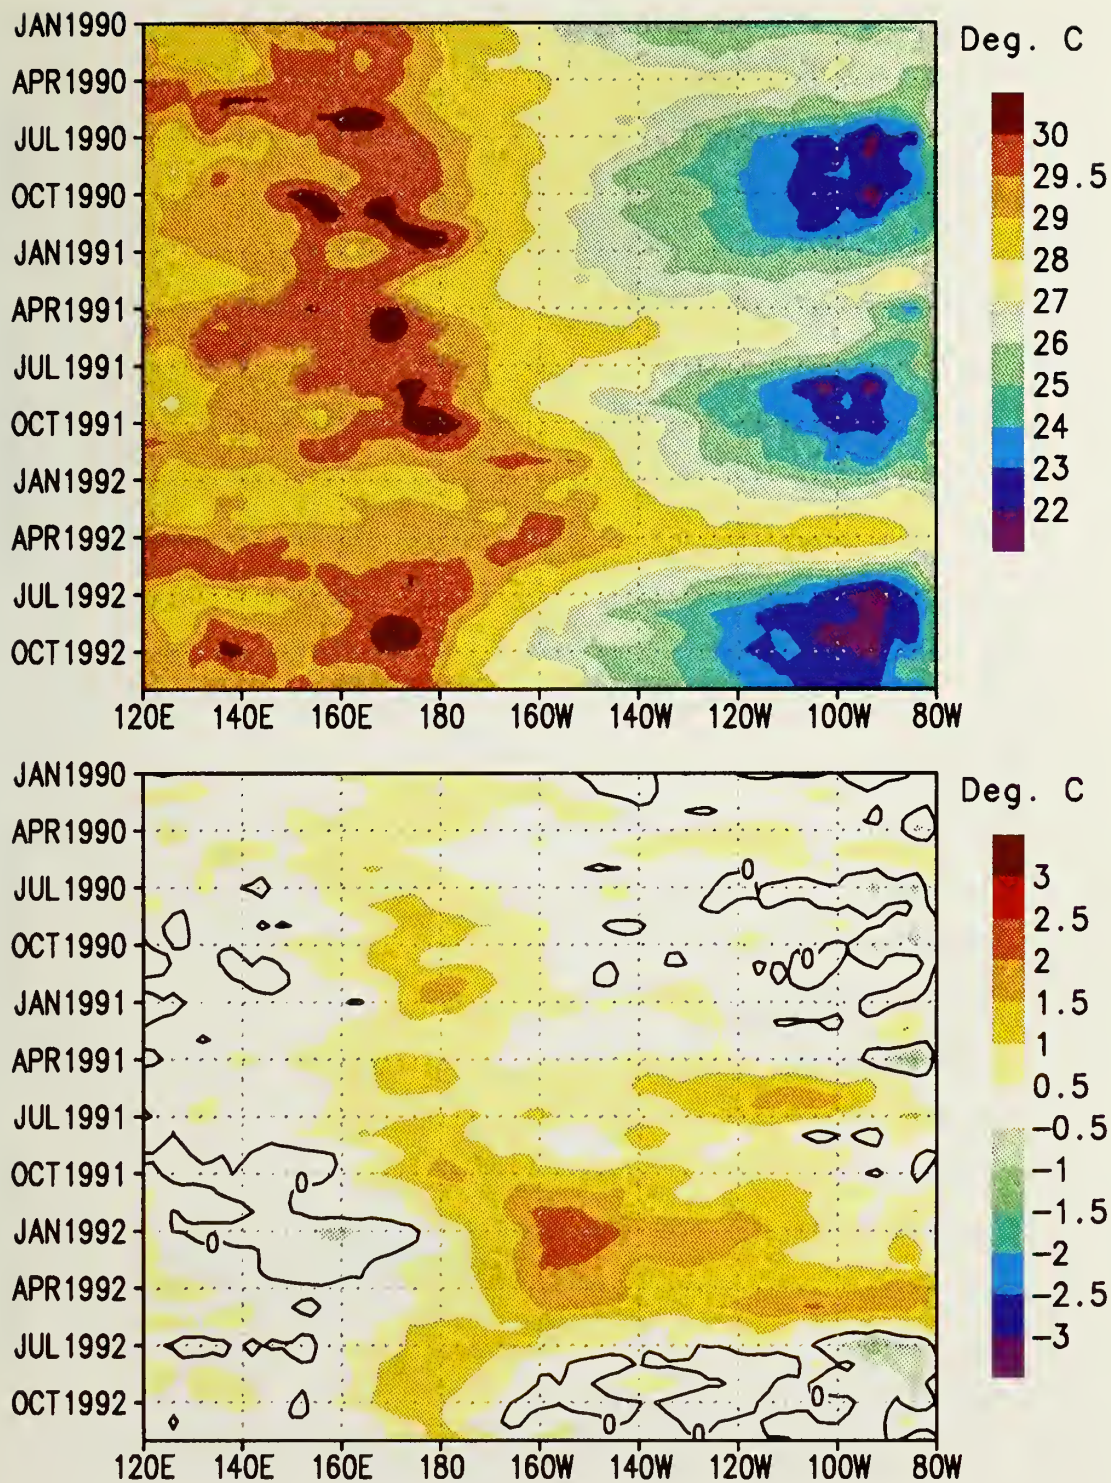 Deg. C
JAN1990
APR1990
JUL1990
OCT1990
JAN1991
APR1991
JUL1991
OCT1991
JAN1992
APR1992
JUL1992
OCT1992
30
29.5
29
28
27
26
25
24
23
22
120E 140E 160E 180 160W 140W 120W 100W 80W
Deg. C
JAN1990
APR1990
JUL1990
OCT1990
JAN1991
APR1991
JUL1991
OCT1991
JAN1992
APR1992
JUL1992
OCT1992
0
0
0
0
0
0
0
3
2.5
2
1.5
1
0.5
-0.5
-1
-1.5
-2
-2.5
-3
120E 140E 160E 180 160W 140W 120W 100W 80W